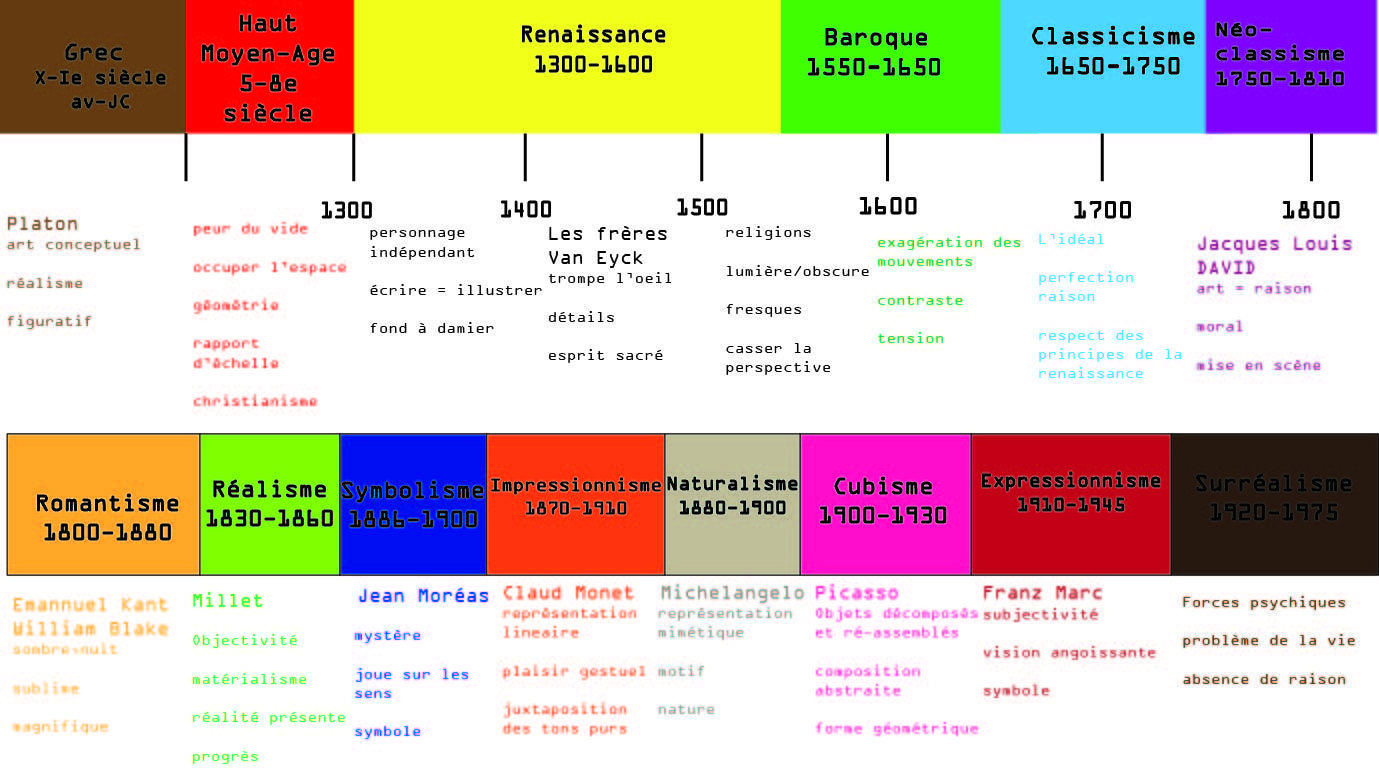 Grec
X-Ie siècle
av-JC
Haut
Moyen-Age
5-8e
siècle
Renaissance
1300-1600
Baroque
1550-1650
Classicisme
1650-1750
Néo-
classisme
1750-1810
1300
1400
1500
1600
1700
1800
Platon
art conceptuel
réalisme
figuratif
peur du vide
occuper l'espace
géométrie
rapport
d'échelle
christianisme
personnage
indépendant
écrire = illustrer
fond à damier
Les frères
Van Eyck
trompe l'oeil
détails
esprit sacré
religions
lumière/obscure
fresques
casser la
perspective
exagération des
mouvements
contraste
tension
L'idéal
perfection
raison
respect des
principes de la
renaissance
Jacques Louis
DAVID
art = raison
moral
mise en scène
Romantisme
1800-1880
Réalisme
1830-1860
Symbolisme
1886-1900
Impressionnisme
1870-1910
Naturalisme
1880-1900
Cubisme
1900-1930
Expressionnisme
1910-1945
Surréalisme
1920-1975
Emannuel Kant
William Blake
sombre-nuit
sublime
magnifique
Millet
Objectivité
matérialisme
réalité présente
progrès
Jean Moréas
mystère
joue sur les
sens
symbole
Claud Monet
représentation
lineaire
plaisir gestuel
juxtaposition
des tons purs
Michelangelo
représentation
mimétique
motif
nature
Picasso
Objets décomposés
et ré-assemblés
composition
abstraite
forme géométrique
Franz Marc
subjectivité
vision angoissante
symbole
Forces psychiques
problème de la vie
absence de raison